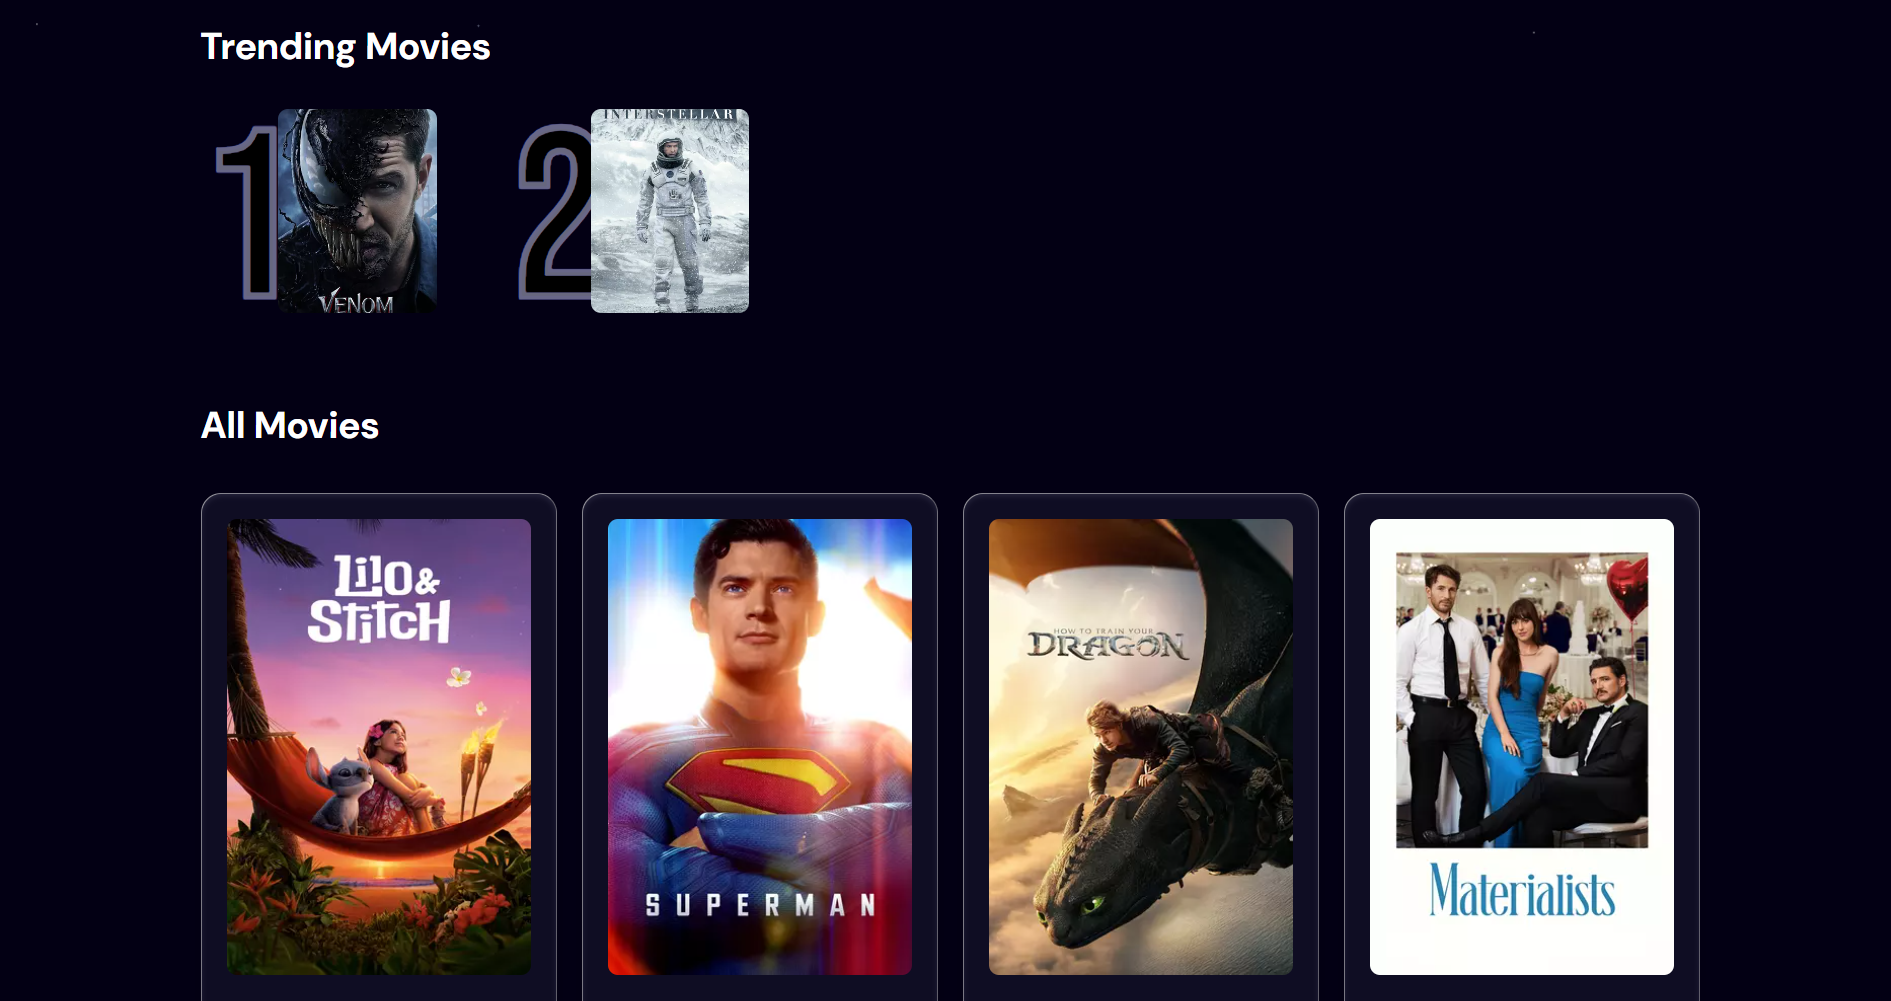 Trending Movies
1
VENOM
2
INTERSTELLAR
All Movies
Lilo &
Stitch
SUPERMAN
HOW TO TRAIN YOUR
DRAGON
Materialists